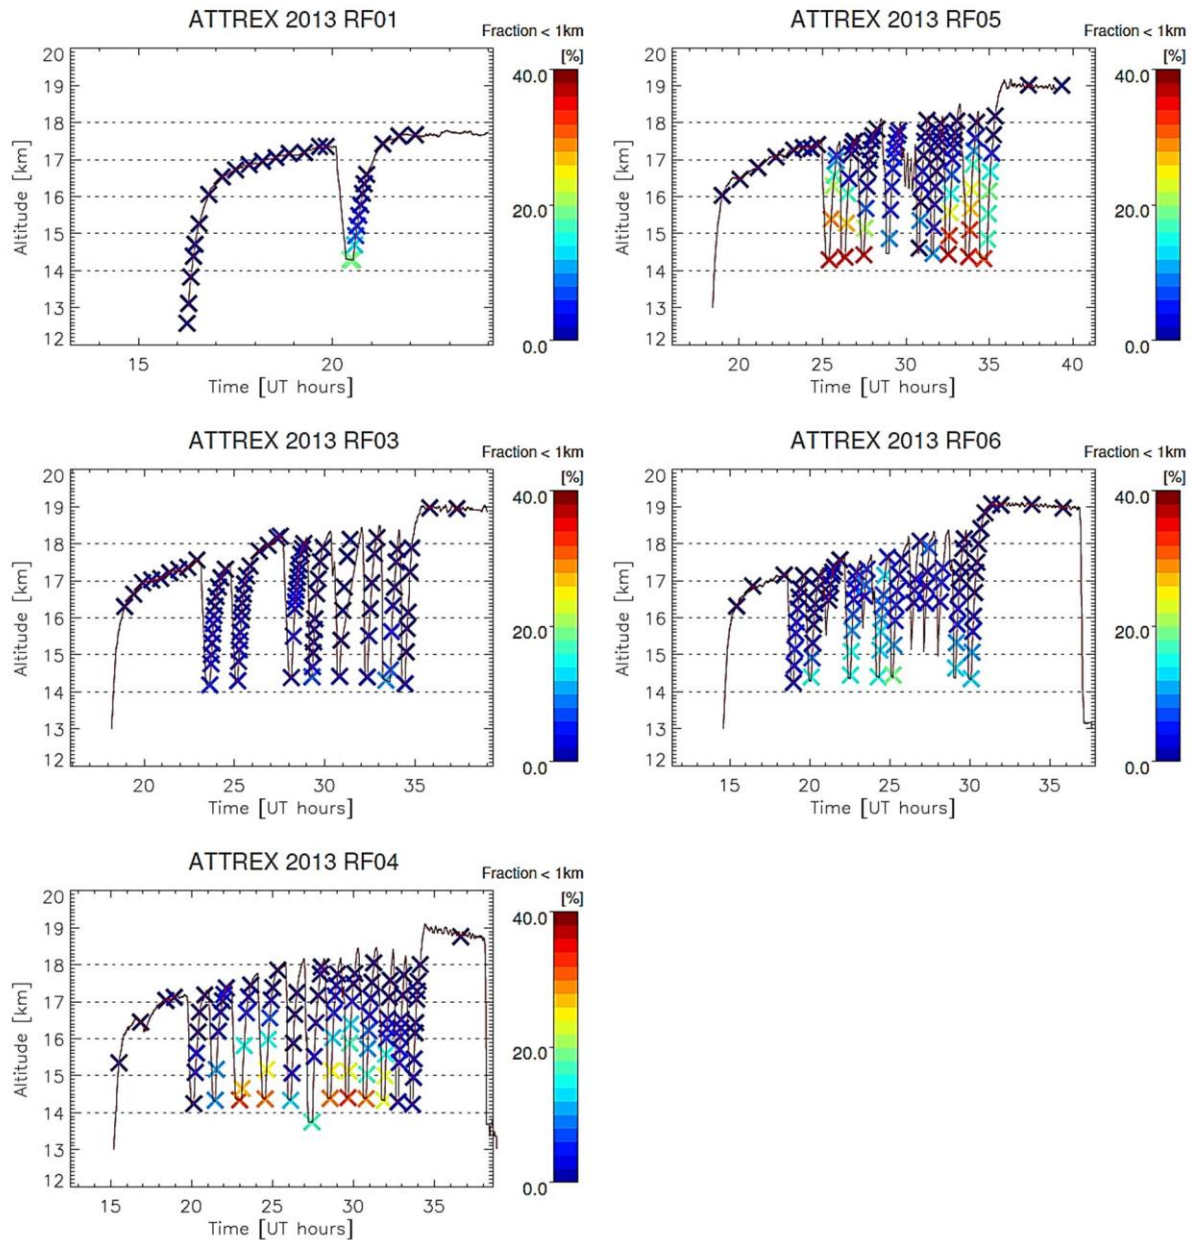 ATTREX 2013 RF01
Fraction < 1km
[%]
40.0
20.0
0.0
20
19
18
17
16
15
14
13
12
Altitude [km]
15 20
Time [UT hours]
ATTREX 2013 RF05
Fraction < 1km
[%]
40.0
20.0
0.0
20
19
18
17
16
15
14
13
12
Altitude [km]
20 25 30 35 40
Time [UT hours]
ATTREX 2013 RF03
Fraction < 1km
[%]
40.0
20.0
0.0
20
19
18
17
16
15
14
13
12
Altitude [km]
20 25 30 35
Time [UT hours]
ATTREX 2013 RF06
Fraction < 1km
[%]
40.0
20.0
0.0
20
19
18
17
16
15
14
13
12
Altitude [km]
15 20 25 30 35
Time [UT hours]
ATTREX 2013 RF04
Fraction < 1km
[%]
40.0
20.0
0.0
20
19
18
17
16
15
14
13
12
Altitude [km]
15 20 25 30 35
Time [UT hours]